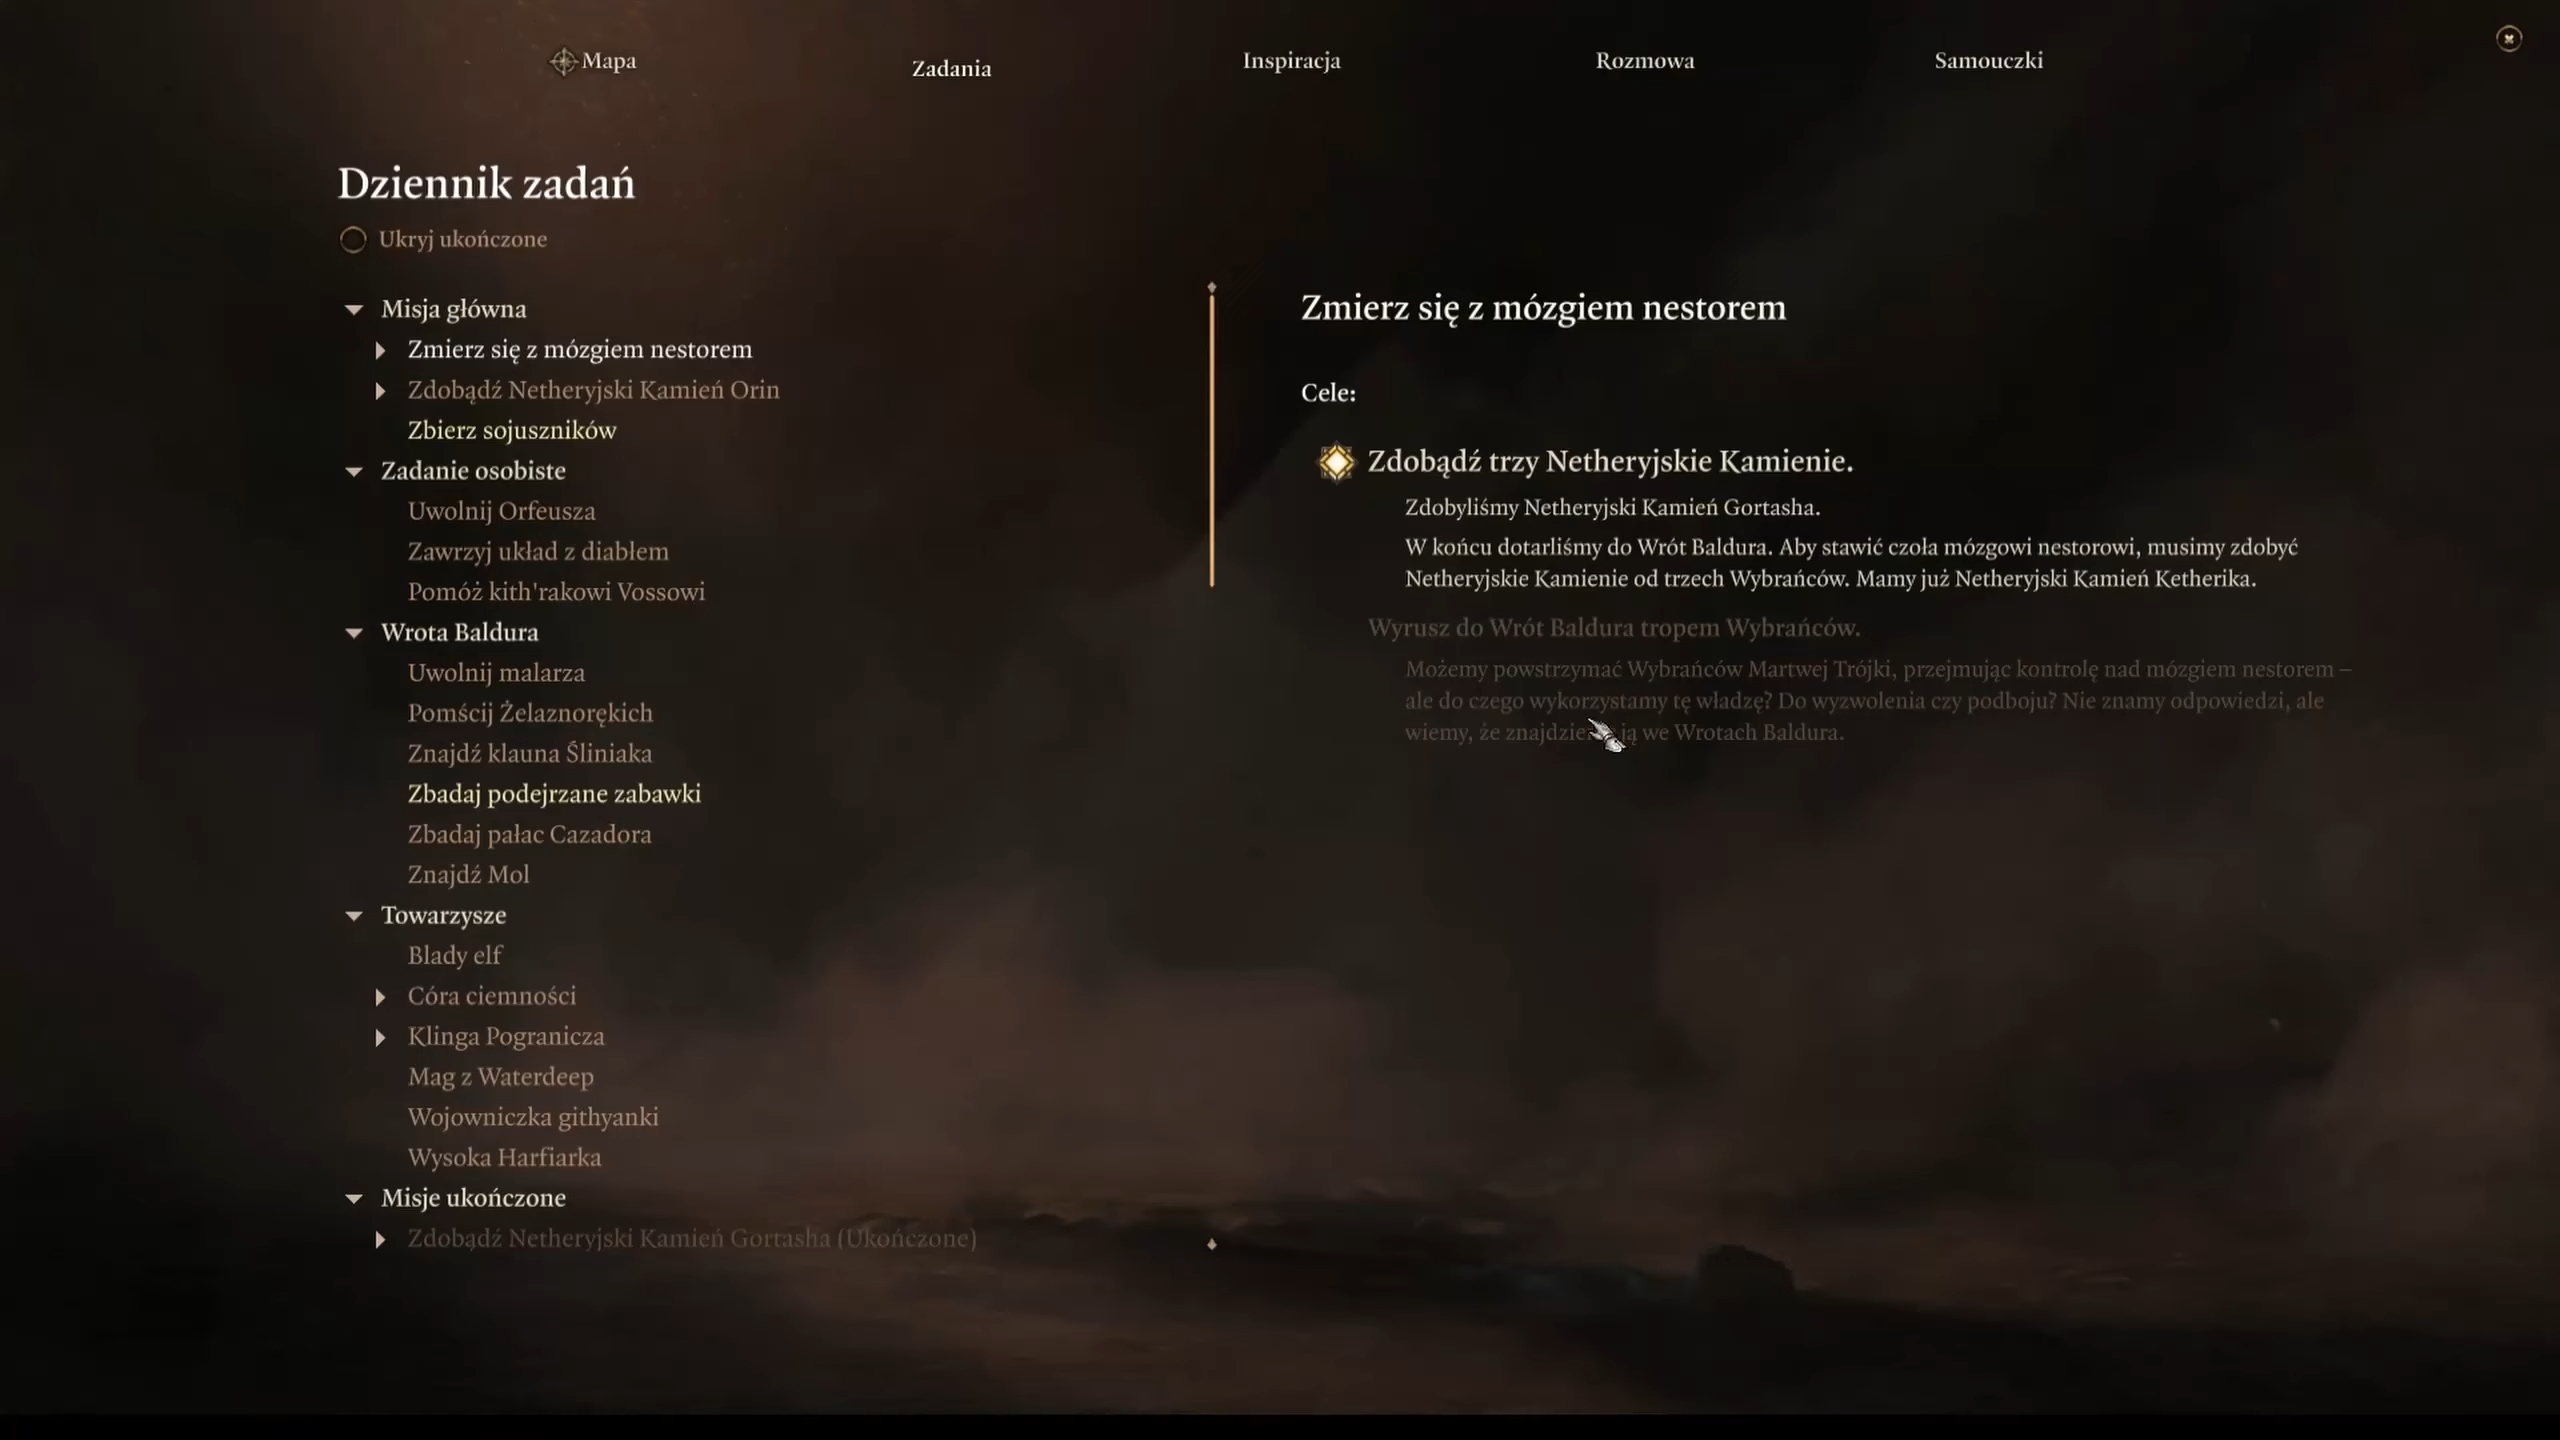 Mapa
Zadania
Inspiracja
Rozmowa
Samouczki
Dziennik zadań
Ukryj ukończone
Misja główna
Zmierz się z mózgiem nestorem
Zdobądź Netheryjski Kamień Orin
Zbierz sojuszników
Zadanie osobiste
Uwolnij Orfeusza
Zawrzyj układ z diabłem
Pomóż kith'rakowi Vossowi
Wrota Baldura
Uwolnij malarza
Pomścij Żelaznorękich
Znajdź klauna Śliniaka
Zbadaj podejrzane zabawki
Zbadaj pałac Cazadora
Znajdź Mol
Towarzysze
Blady elf
Córa ciemności
Klinga Pogranicza
Mag z Waterdeep
Wojowniczka githyanki
Wysoka Harfiarka
Misje ukończone
Zdobądź Netheryjski Kamień Gortasha (Ukończone)
Zmierz się z mózgiem nestorem
Cele:
Zdobądź trzy Netheryjskie Kamienie.
Zdobyliśmy Netheryjski Kamień Gortasha.
W końcu dotarliśmy do Wrót Baldura. Aby stawić czoła mózgowi nestorowi, musimy zdobyć
Netheryjskie Kamienie od trzech Wybrańców. Mamy już Netheryjski Kamień Ketherika.
Wyrusz do Wrót Baldura tropem Wybrańców.
Możemy powstrzymać Wybrańców Martwej Trójki, przejmując kontrolę nad mózgiem nestorem –
ale do czego wykorzystamy tę władzę? Do wyzwolenia czy podboju? Nie znamy odpowiedzi, ale
wiemy, że ją we Wrotach Baldura.